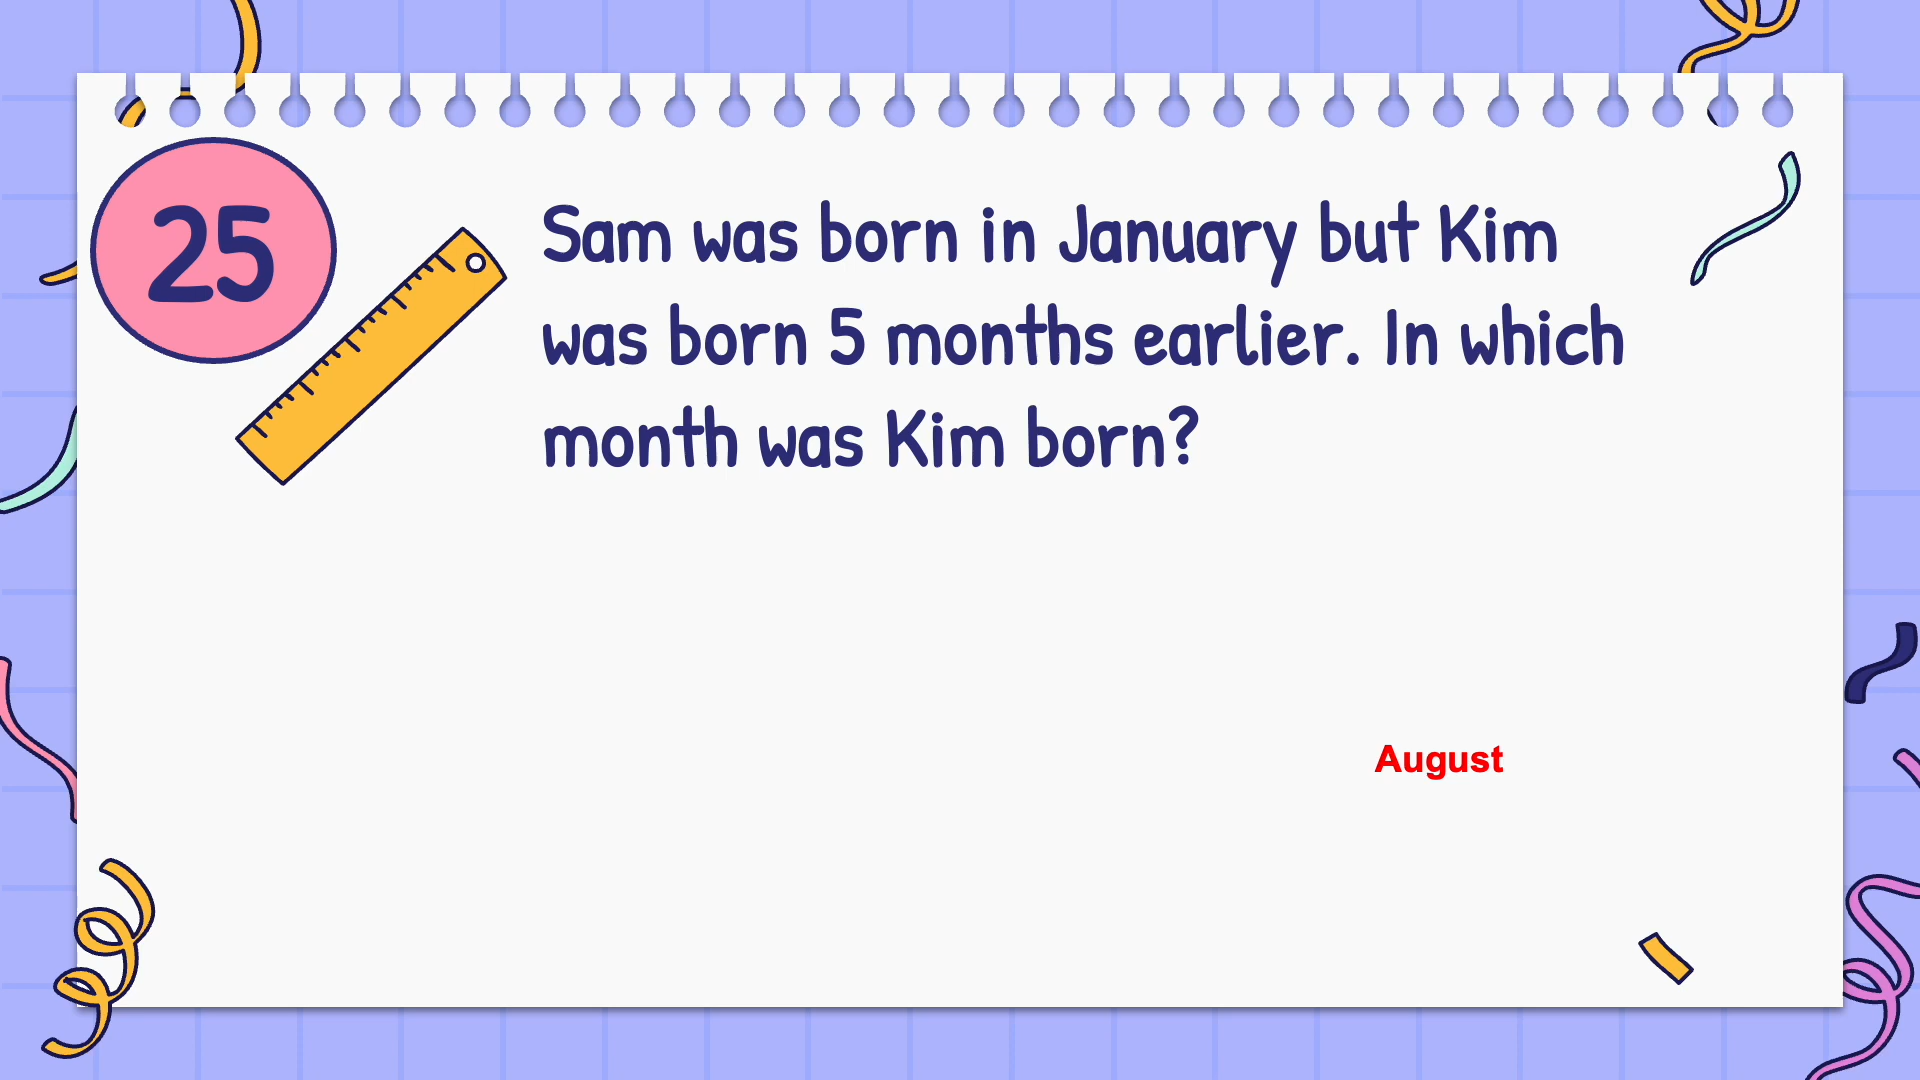 25
Sam was born in January but Kim
was born 5 months earlier. In which
month was Kim born?
August